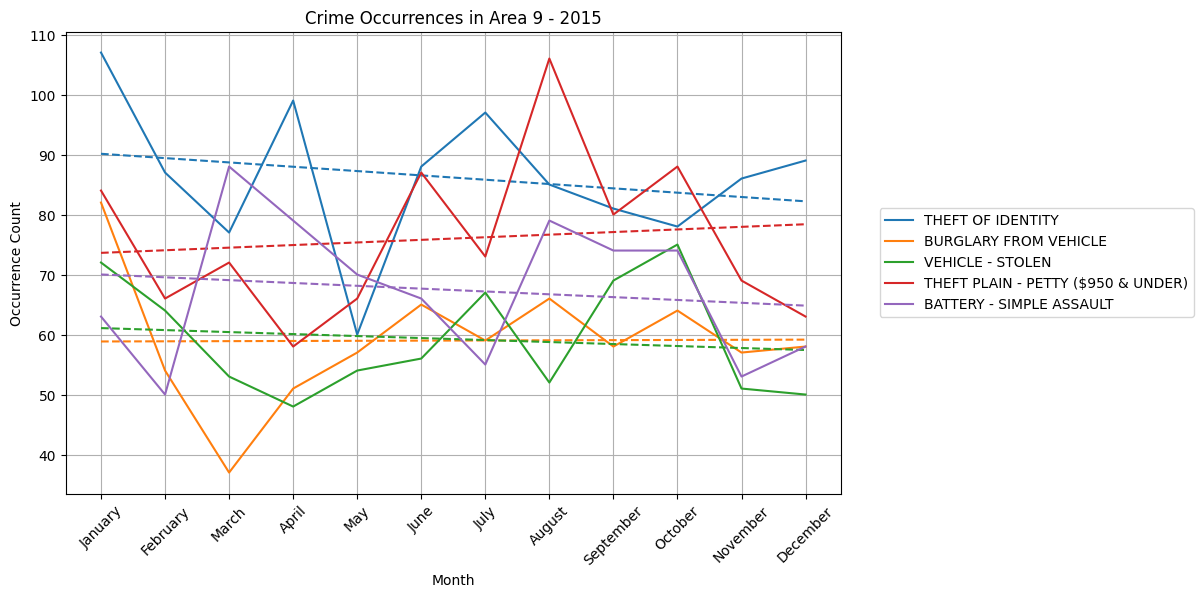 Crime Occurrences in Area 9 - 2015
110
100
90
80
70
60
50
40
Occurrence Count
January
February
March
April
May
June
July
August
September
October
November
December
Month
THEFT OF IDENTITY
BURGLARY FROM VEHICLE
VEHICLE - STOLEN
THEFT PLAIN - PETTY ($950 & UNDER)
BATTERY - SIMPLE ASSAULT